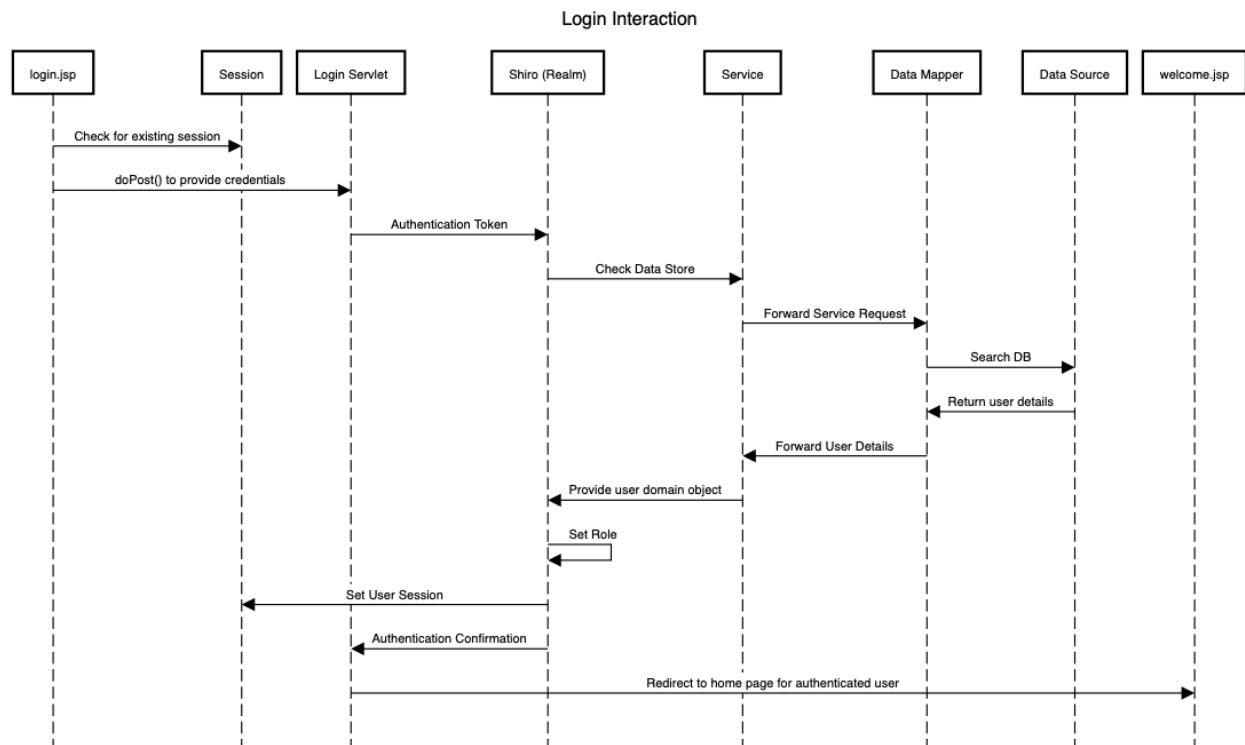 Login Interaction
login.jsp
Session
Login Servlet
Shiro (Realm)
Service
Data Mapper
Data Source
welcome.jsp
Check for existing session
doPost() to provide credentials
Authentication Token
Check Data Store
Forward Service Request
Search DB
Return user details
Forward User Details
Provide user domain object
Set Role
Set User Session
Authentication Confirmation
Redirect to home page for authenticated user